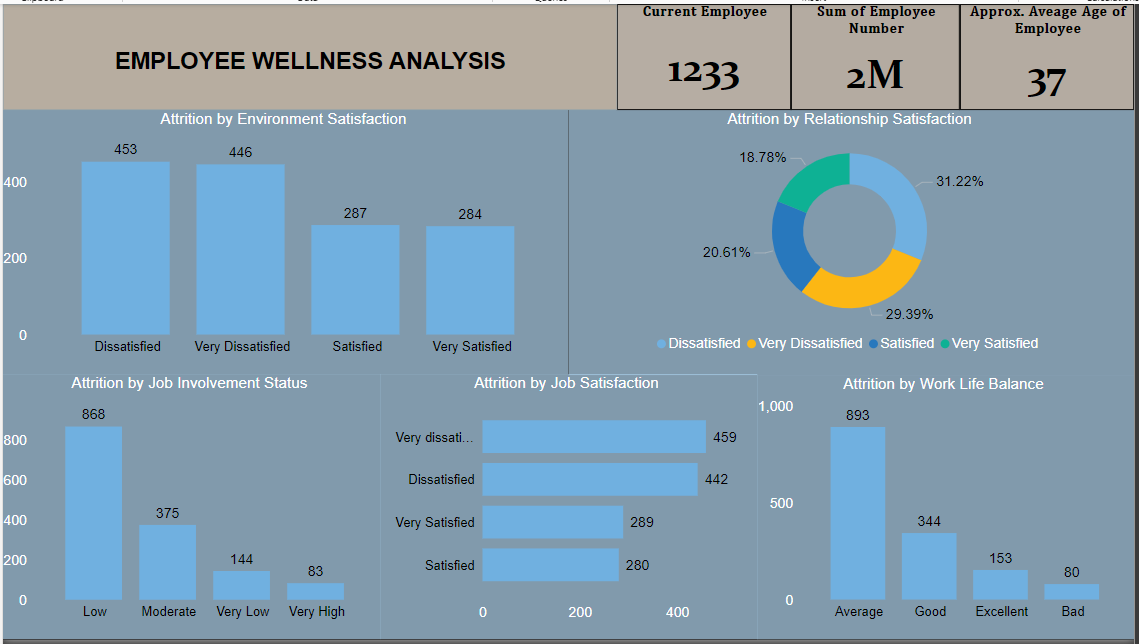 EMPLOYEE WELLNESS ANALYSIS
Current Employee
1233
Sum of Employee
Number
2M
Approx. Aveage Age of
Employee
37
Attrition by Environment Satisfaction
400
200
0
453
446
287
284
Dissatisfied
Very Dissatisfied
Satisfied
Very Satisfied
Attrition by Relationship Satisfaction
18.78%
31.22%
20.61%
29.39%
Dissatisfied Very Dissatisfied Satisfied Very Satisfied
Attrition by Job Involvement Status
800
600
400
200
0
868
375
144
83
Low
Moderate
Very Low
Very High
Attrition by Job Satisfaction
Very dissati... 459
Dissatisfied 442
Very Satisfied 289
Satisfied 280
0 200 400
Attrition by Work Life Balance
1,000
500
0
893
344
153
80
Average
Good
Excellent
Bad